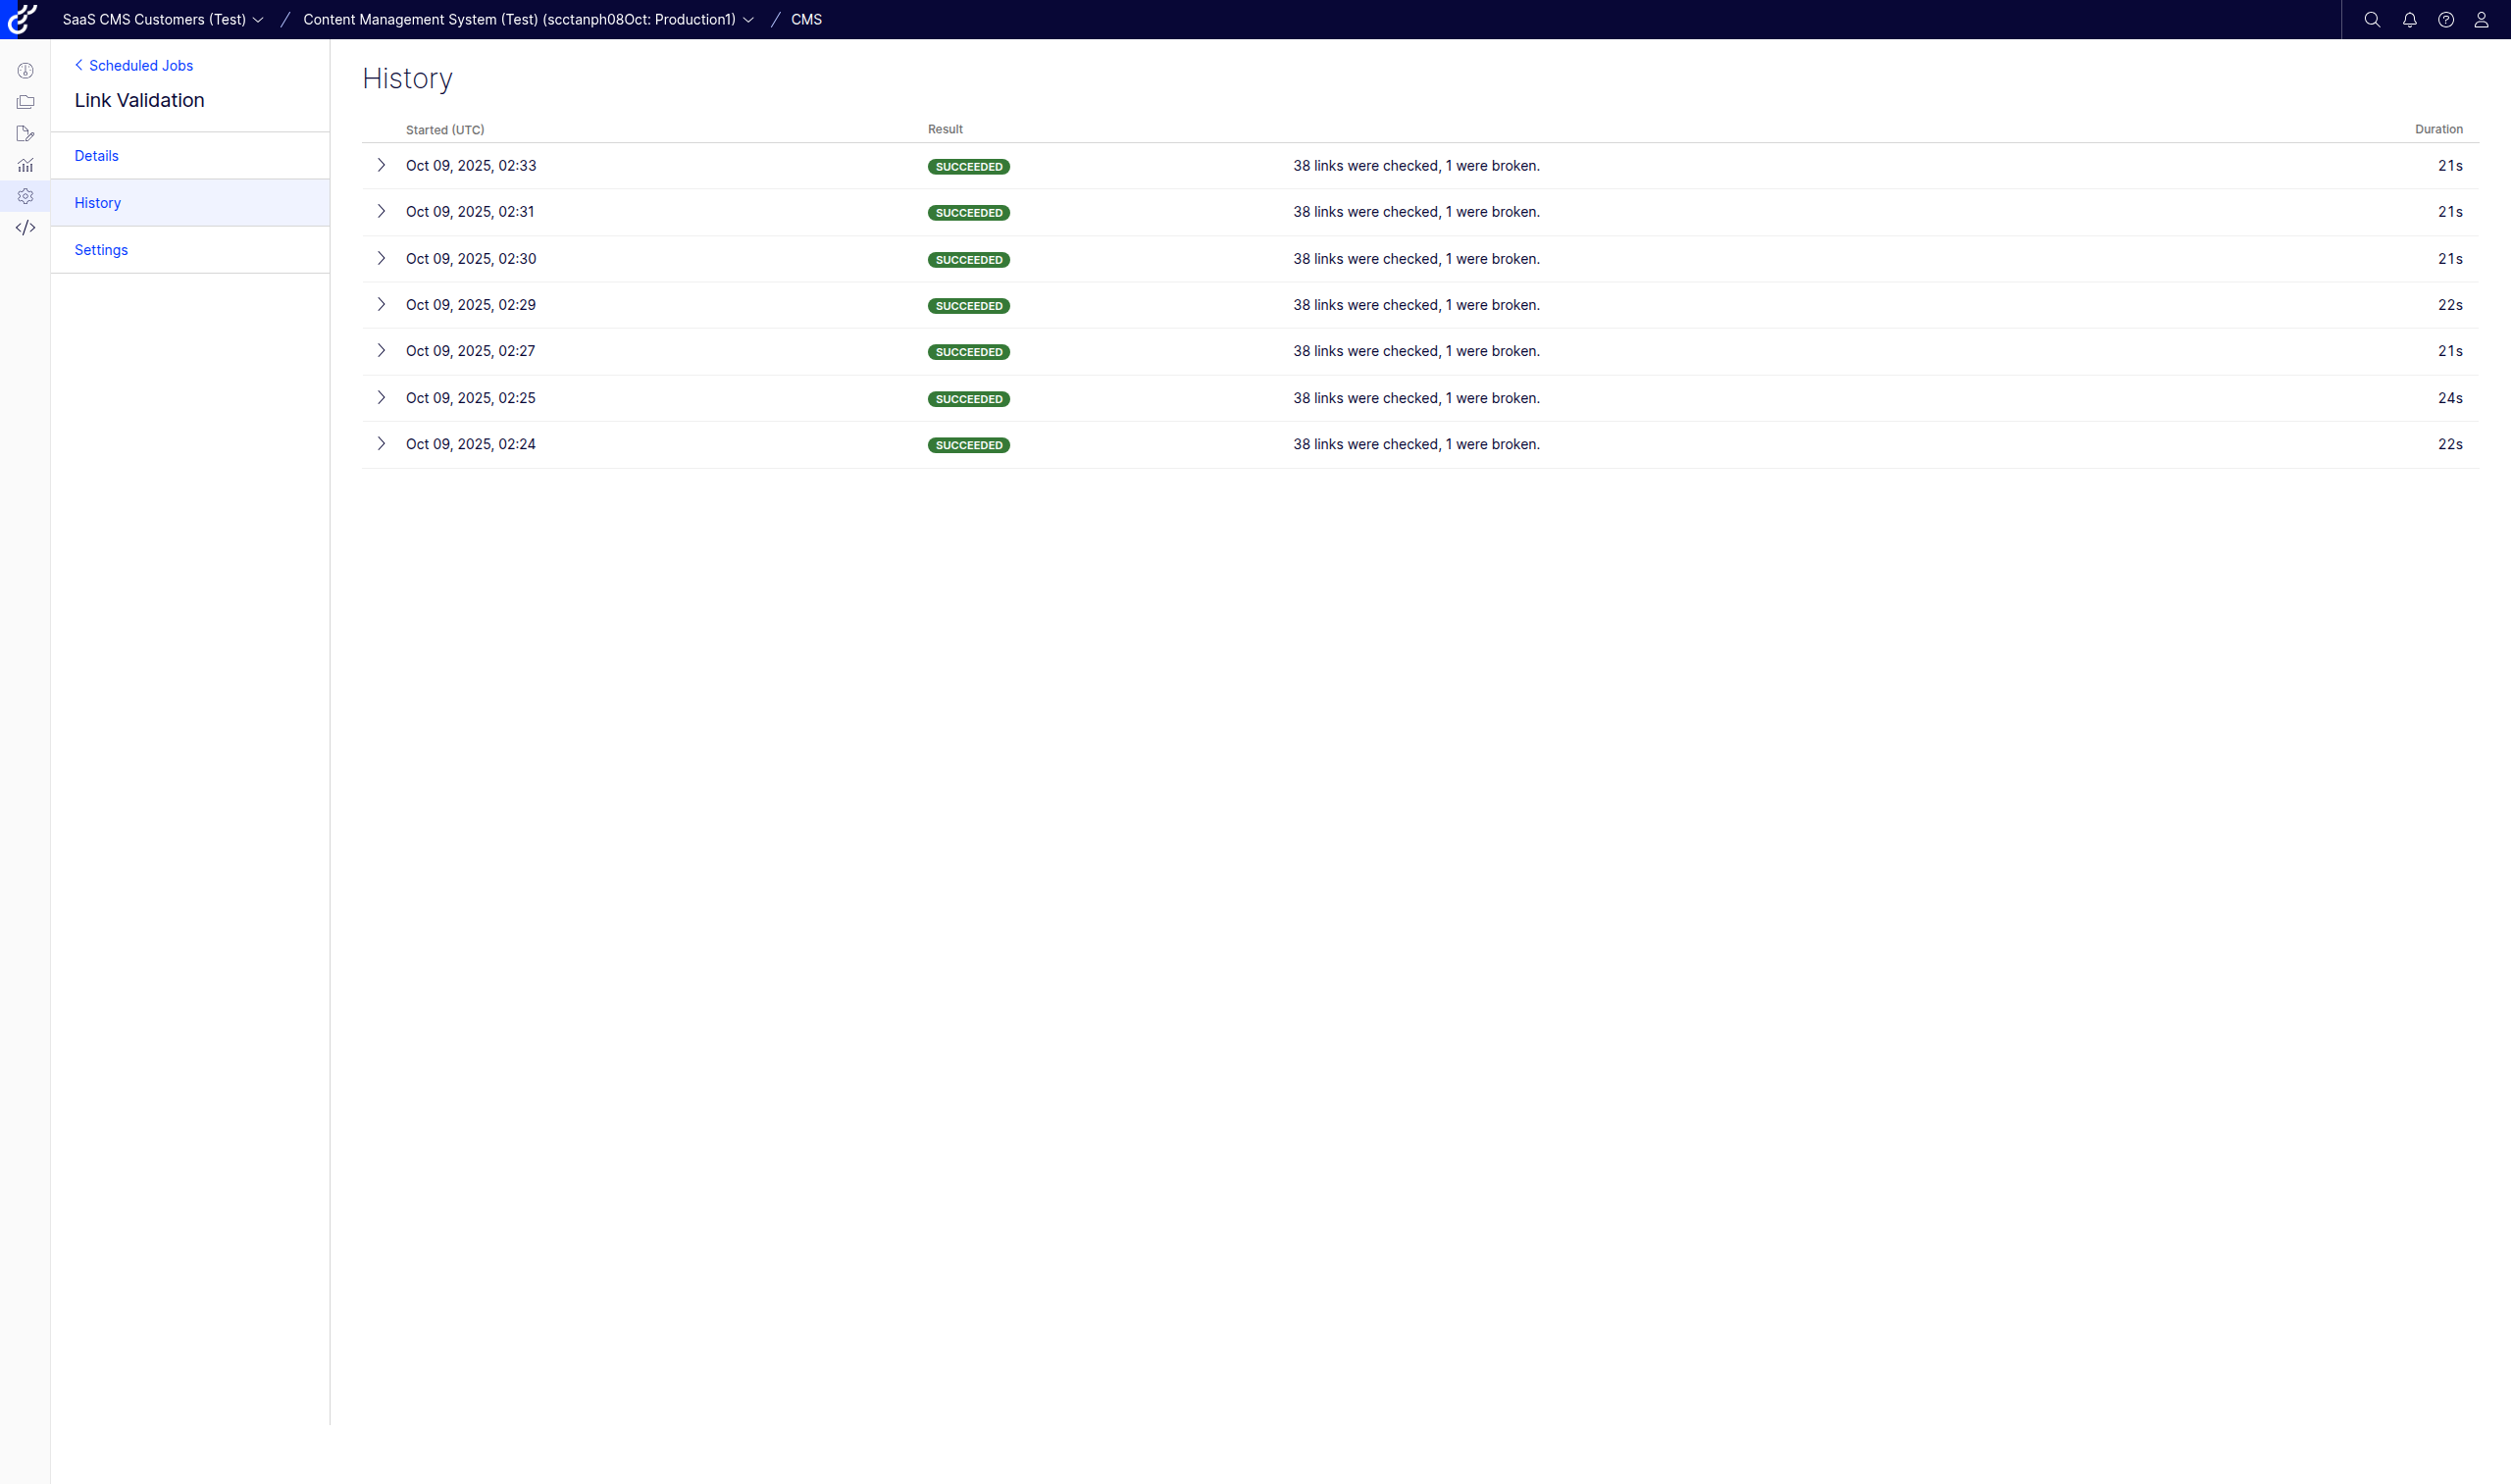 SaaS CMS Customers (Test) / Content Management System (Test) (scctanph08Oct: Production1) / CMS
Scheduled Jobs
Link Validation
Details
History
Settings
History
Started (UTC) Result Duration
Oct 09, 2025, 02:33 SUCCEEDED 38 links were checked, 1 were broken. 21s
Oct 09, 2025, 02:31 SUCCEEDED 38 links were checked, 1 were broken. 21s
Oct 09, 2025, 02:30 SUCCEEDED 38 links were checked, 1 were broken. 21s
Oct 09, 2025, 02:29 SUCCEEDED 38 links were checked, 1 were broken. 22s
Oct 09, 2025, 02:27 SUCCEEDED 38 links were checked, 1 were broken. 21s
Oct 09, 2025, 02:25 SUCCEEDED 38 links were checked, 1 were broken. 24s
Oct 09, 2025, 02:24 SUCCEEDED 38 links were checked, 1 were broken. 22s